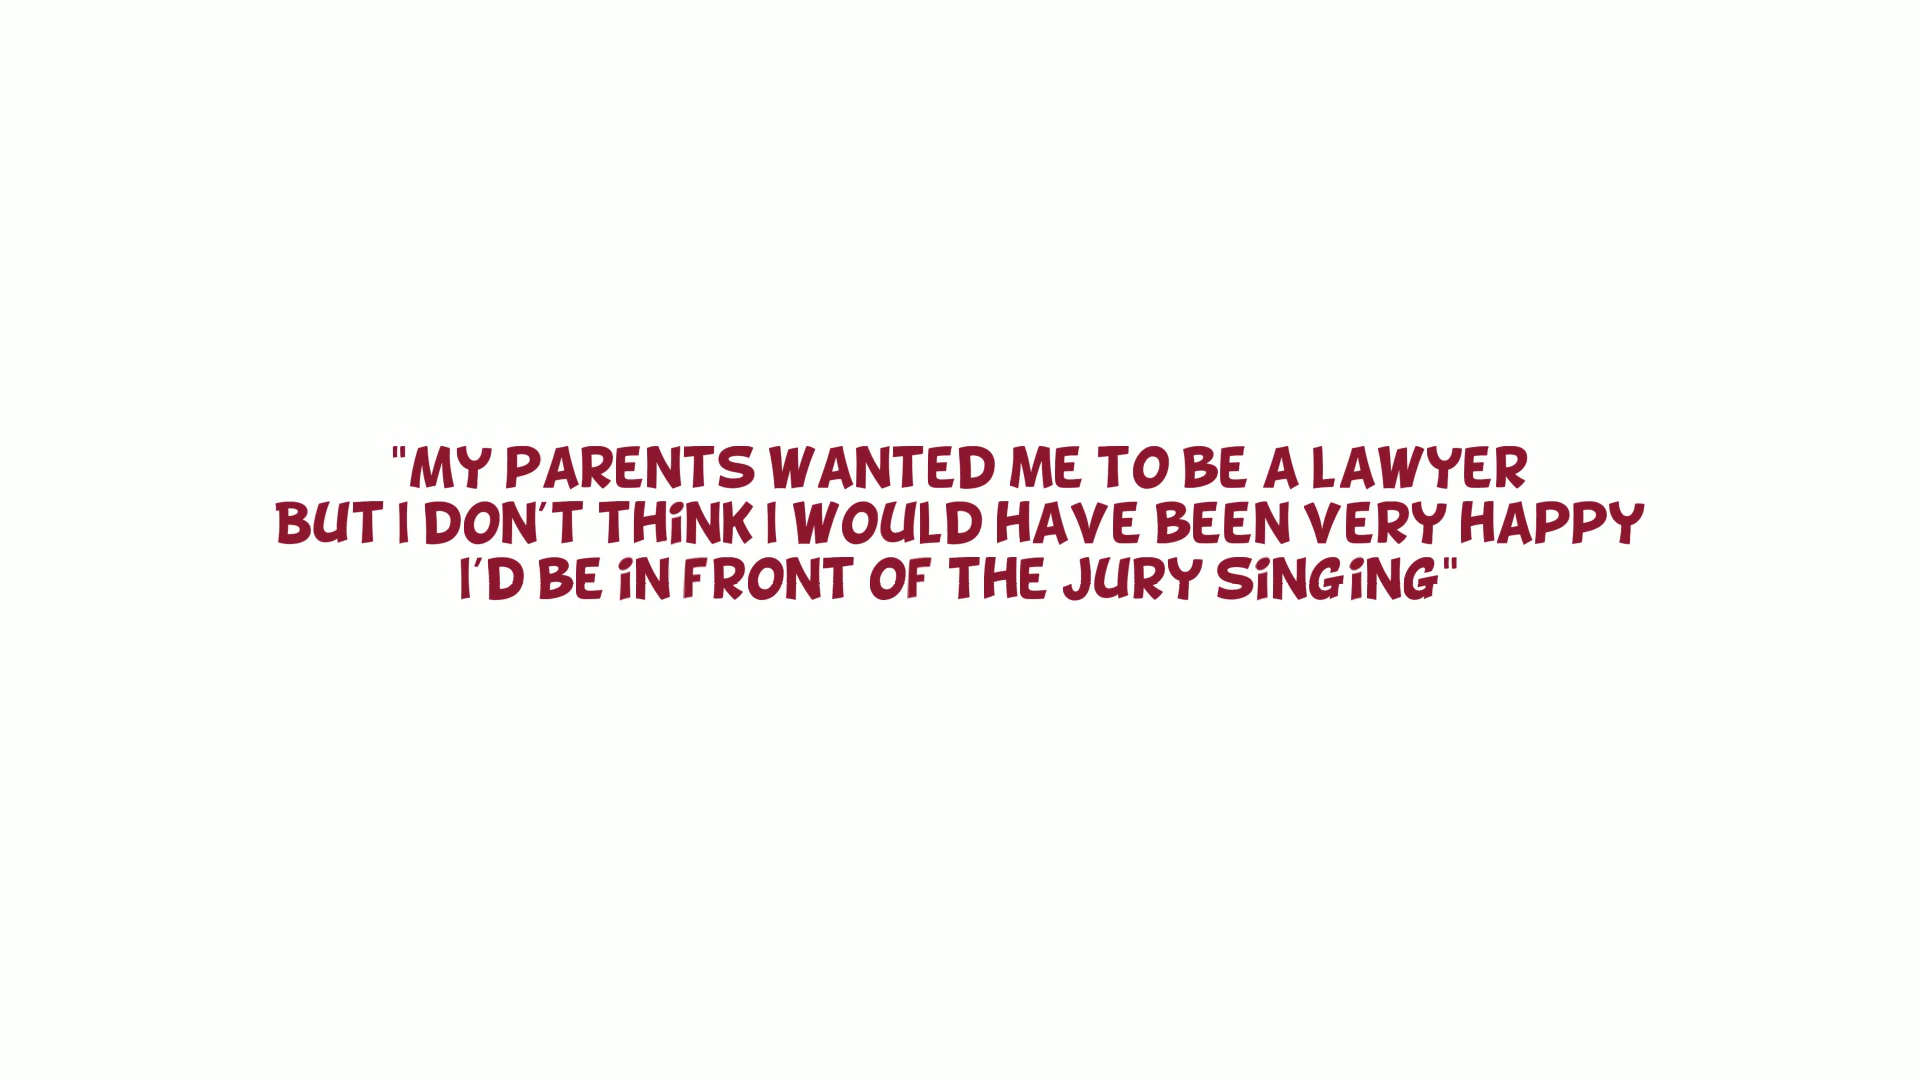 "MY PARENTS WANTED ME TO BE A LAWYER
BUT I DON'T THiNK I WOULD HAVE BEEN VERY HAPPY
I'D BE iN FRONT OF THE JURY SiNGiNG"